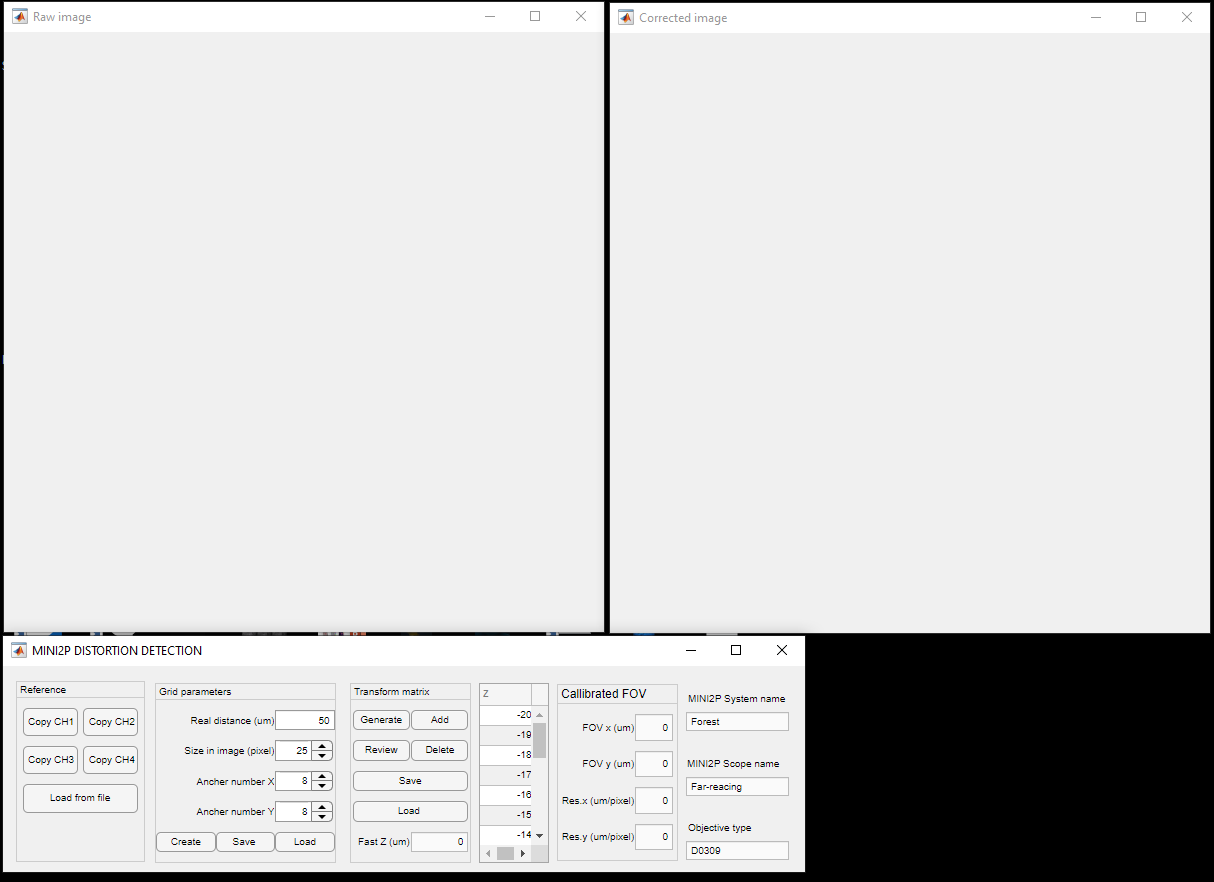 Raw image
Corrected image
MINI2P DISTORTION DETECTION
Reference
Copy CH1
Copy CH2
Copy CH3
Copy CH4
Load from file
Grid parameters
Real distance (um) 50
Size in image (pixel) 25
Ancher number X 8
Ancher number Y 8
Create
Save
Load
Transform matrix
Generate
Add
Review
Delete
Save
Load
Fast Z (um) 0
Z
-20
-19
-18
-17
-16
-15
-14
Callibrated FOV
FOV x (um) 0
FOV y (um) 0
Res.x (um/pixel) 0
Res.y (um/pixel) 0
MINI2P System name
Forest
MINI2P Scope name
Far-reacing
Objective type
D0309